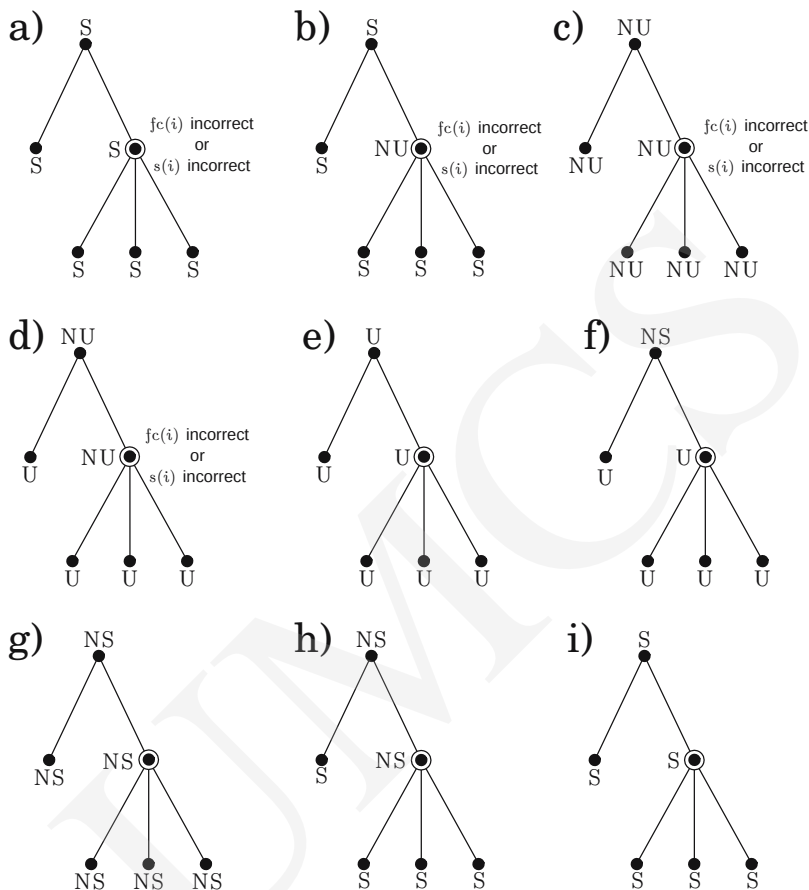 a) S b) S c) NU
fc(i) incorrect fc(i) incorrect fc(i) incorrect
S S or S NU or NU NU or
s(i) incorrect s(i) incorrect s(i) incorrect
S S S S S S NU NU NU
d) NU e) U f) NS
fc(i) incorrect
U NU or U U U U
s(i) incorrect
U U U U U U U U U
g) NS h) NS i) S
NS NS S NS S S
NS NS NS S S S S S S
UMCS